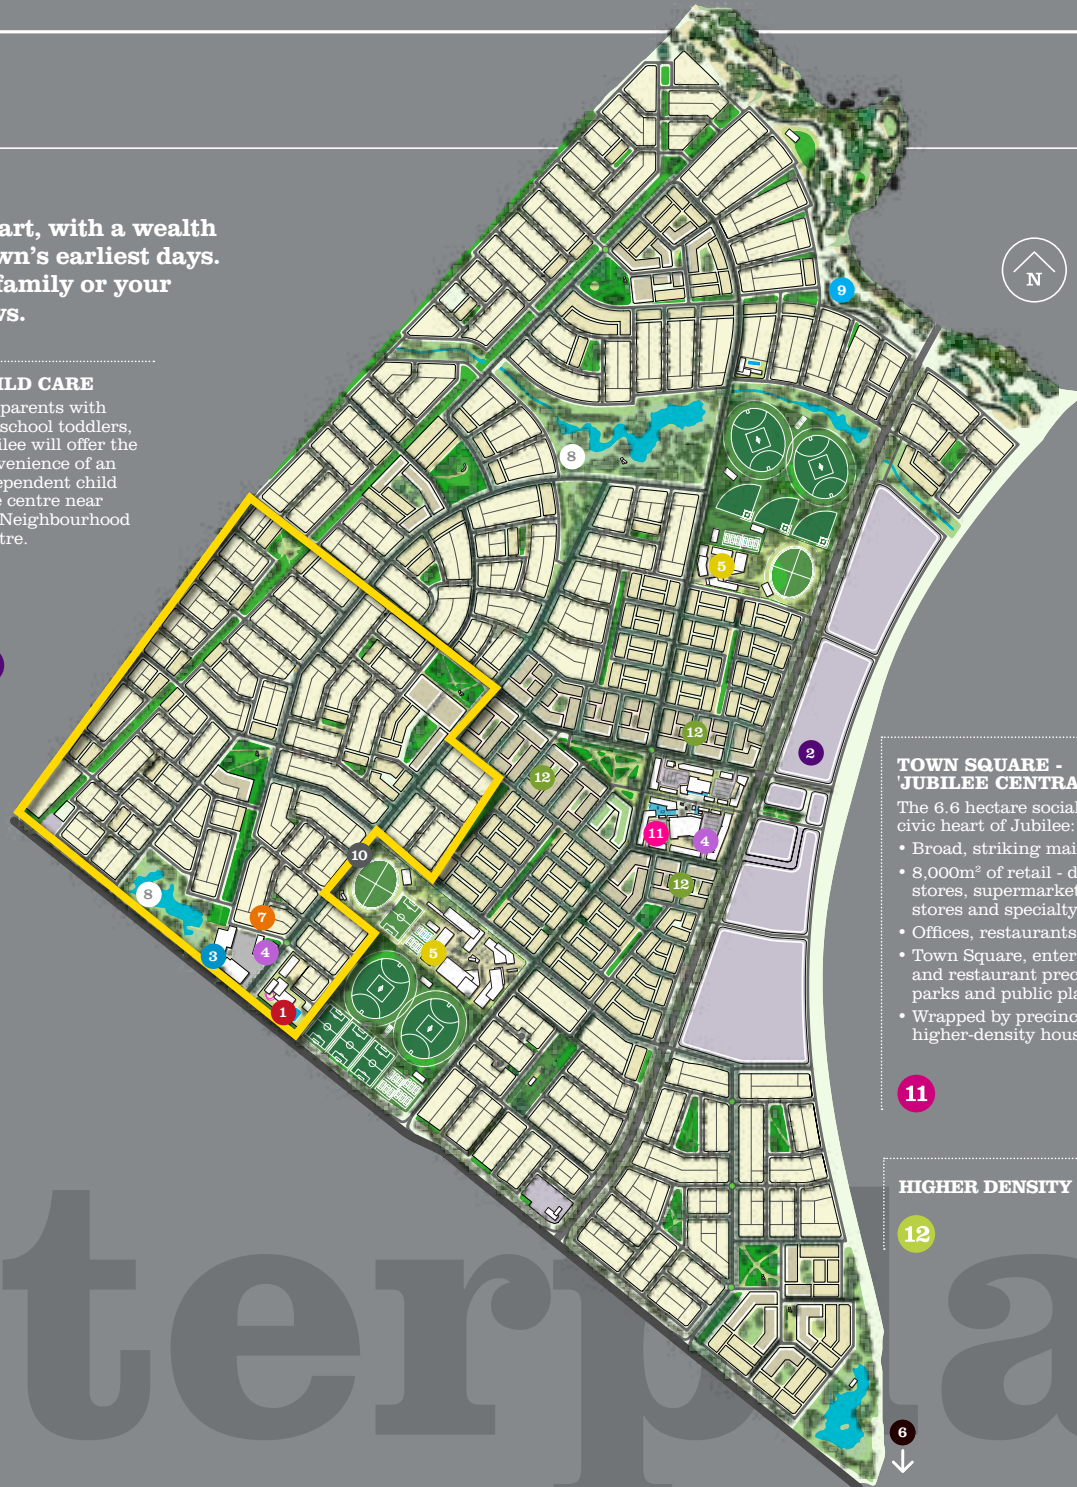 art, with a wealth
wn's earliest days.
family or your
ys.
ILD CARE
parents with
school toddlers,
ilee will offer the
venience of an
ependent child
e centre near
Neighbourhood
tre.
N
9
8
5
12
2
12
11
4
12
10
8
7
3
4
5
1
TOWN SQUARE -
'JUBILEE CENTRA
The 6.6 hectare social
civic heart of Jubilee:
• Broad, striking mai
• 8,000m² of retail - d
stores, supermarket
stores and specialty
• Offices, restaurants
• Town Square, enter
and restaurant prec
parks and public pla
• Wrapped by precinc
higher-density hous
11
HIGHER DENSITY
12
6
terpla